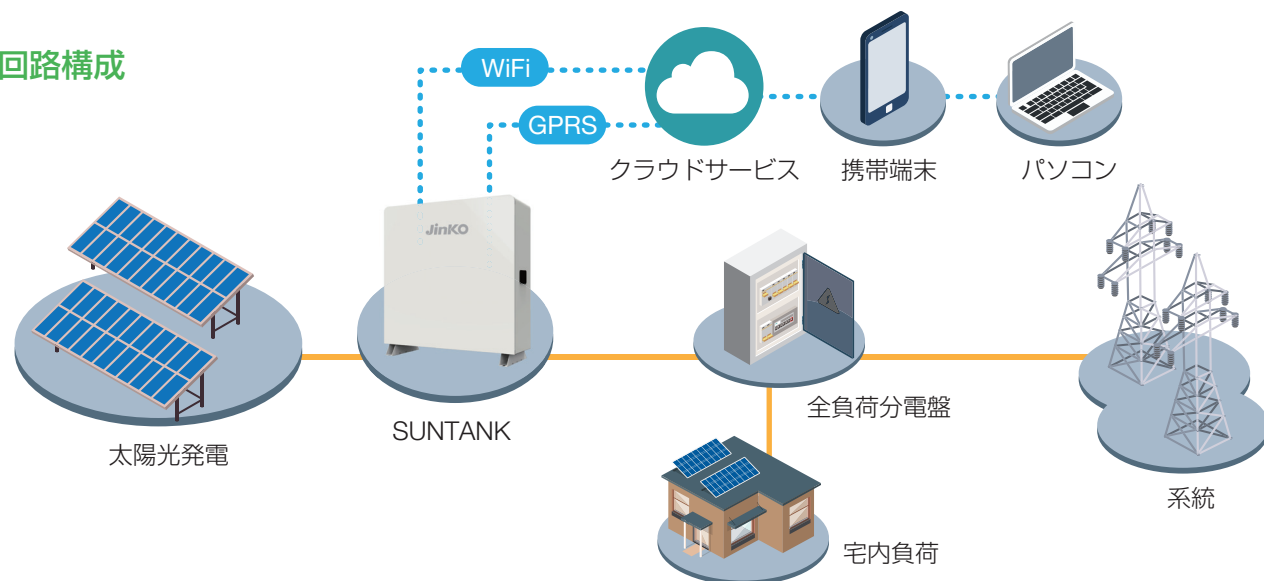 回路構成
WiFi
GPRS
クラウドサービス
携帯端末
パソコン
JinKO
太陽光発電
SUNTANK
全負荷分電盤
系統
宅内負荷